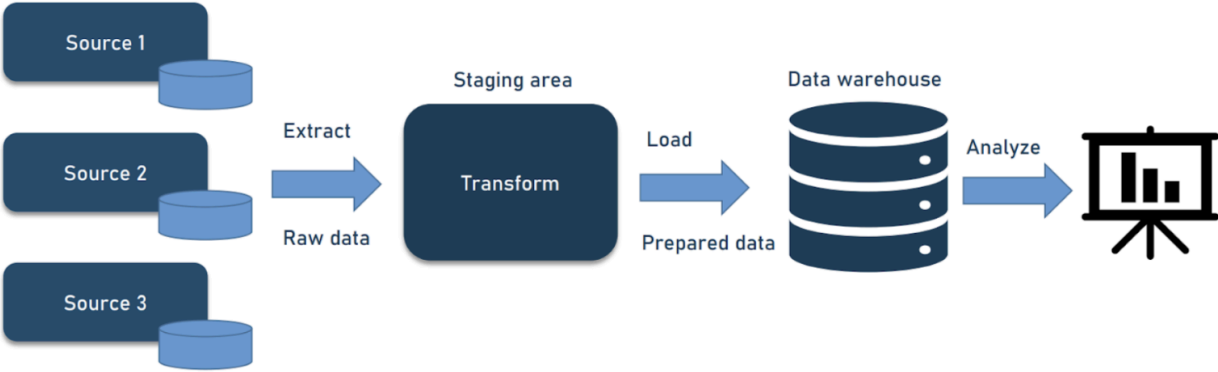 Source 1
Source 2
Source 3
Extract
Raw data
Staging area
Transform
Load
Prepared data
Data warehouse
Analyze